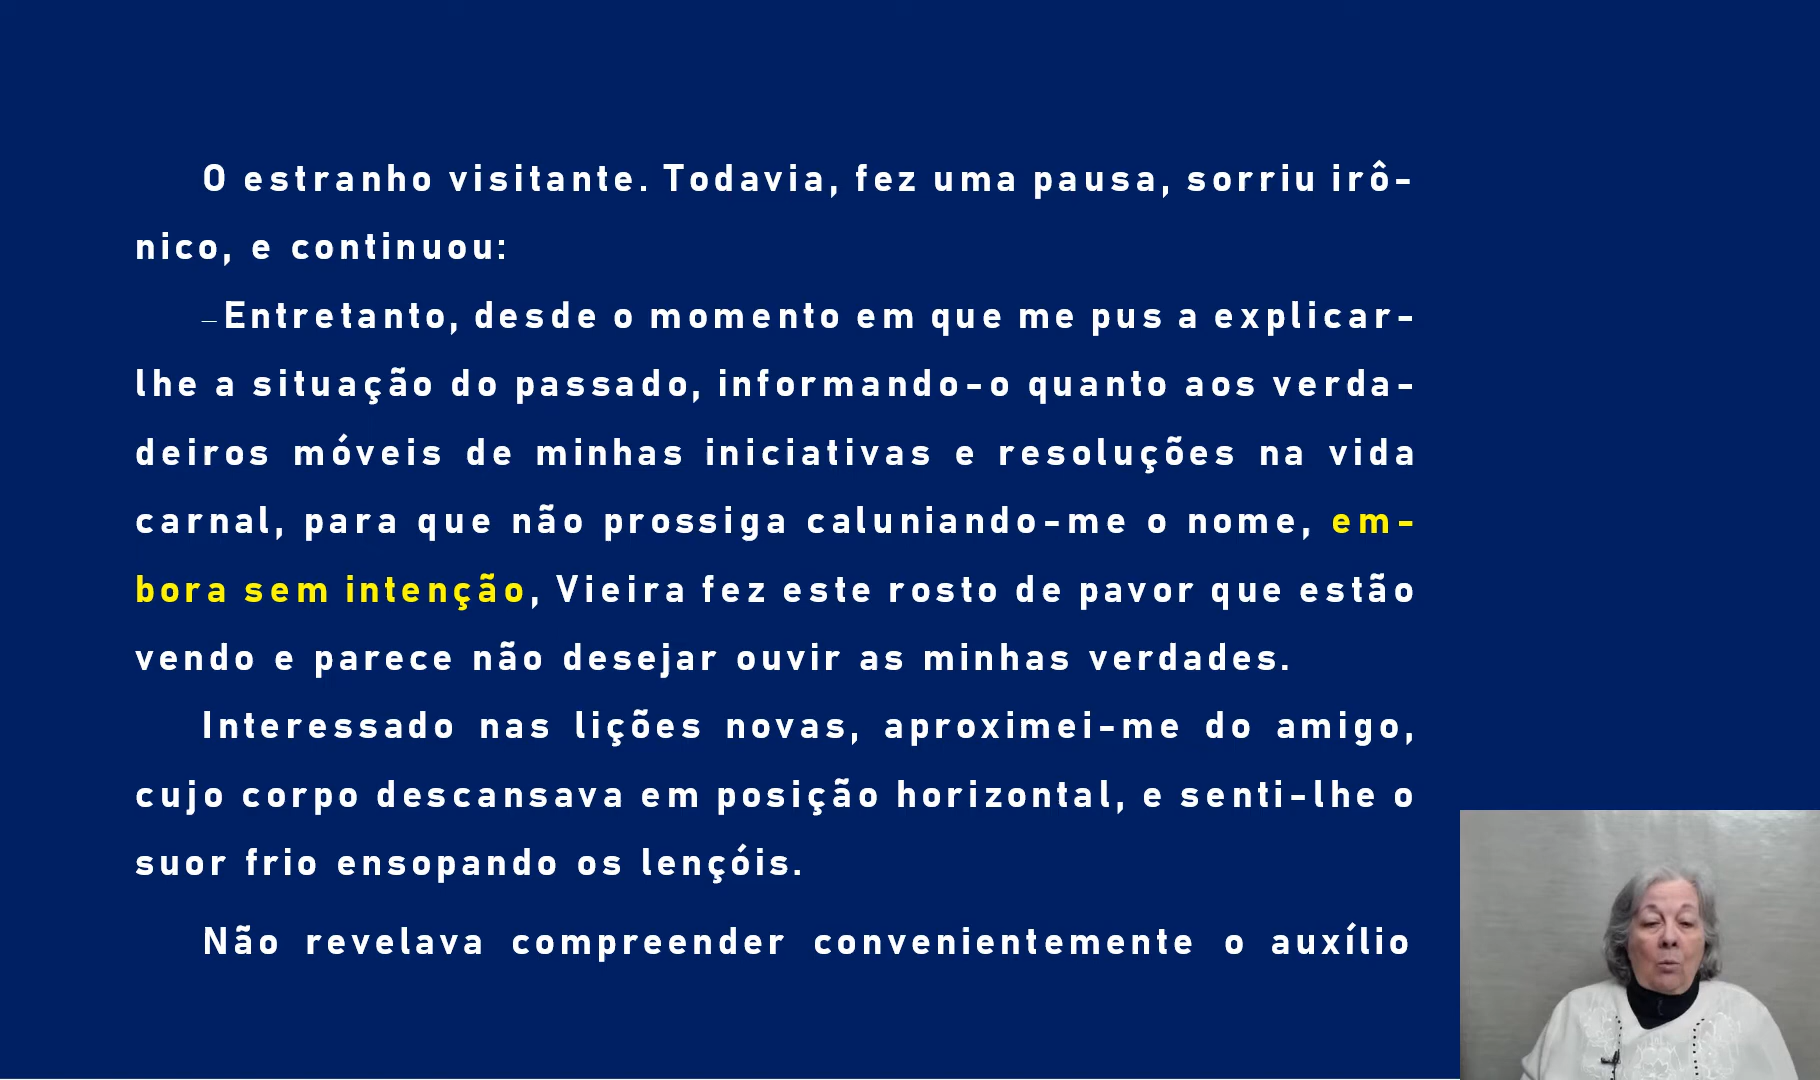 O estranho visitante. Todavia, fez uma pausa, sorriu irô-
nico, e continuou:
–Entretanto, desde o momento em que me pus a explicar-
lhe a situação do passado, informando-o quanto aos verda-
deiros móveis de minhas iniciativas e resoluções na vida
carnal, para que não prossiga caluniando-me o nome, em-
bora sem intenção, Vieira fez este rosto de pavor que estão
vendo e parece não desejar ouvir as minhas verdades.
Interessado nas lições novas, aproximei-me do amigo,
cujo corpo descansava em posição horizontal, e senti-lhe o
suor frio ensopando os lençóis.
Não revelava compreender convenientemente o auxílio